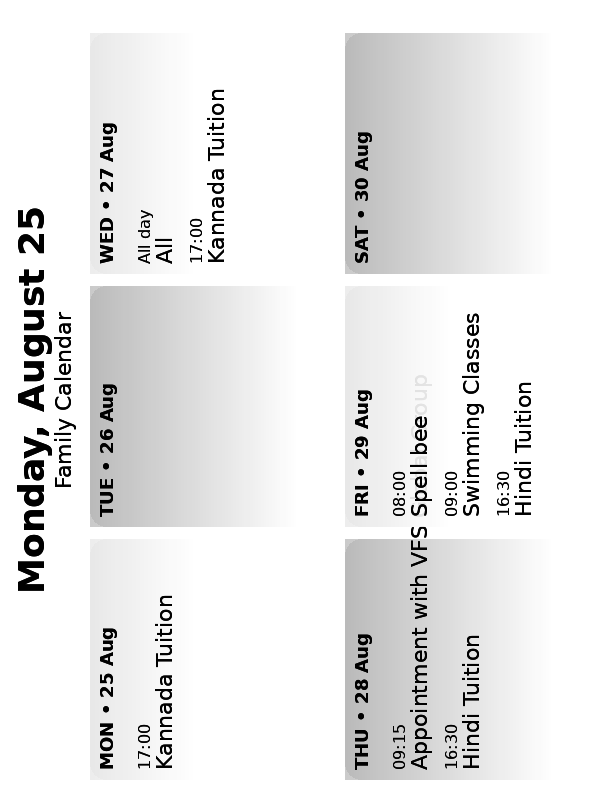 Monday, August 25
Family Calendar
MON • 25 Aug
17:00
Kannada Tuition
TUE • 26 Aug
WED • 27 Aug
All day
All
17:00
Kannada Tuition
THU • 28 Aug
09:15
Appointment with VFS
16:30
Hindi Tuition
FRI • 29 Aug
08:00
Spell bee
09:00
Swimming Classes
16:30
Hindi Tuition
SAT • 30 Aug